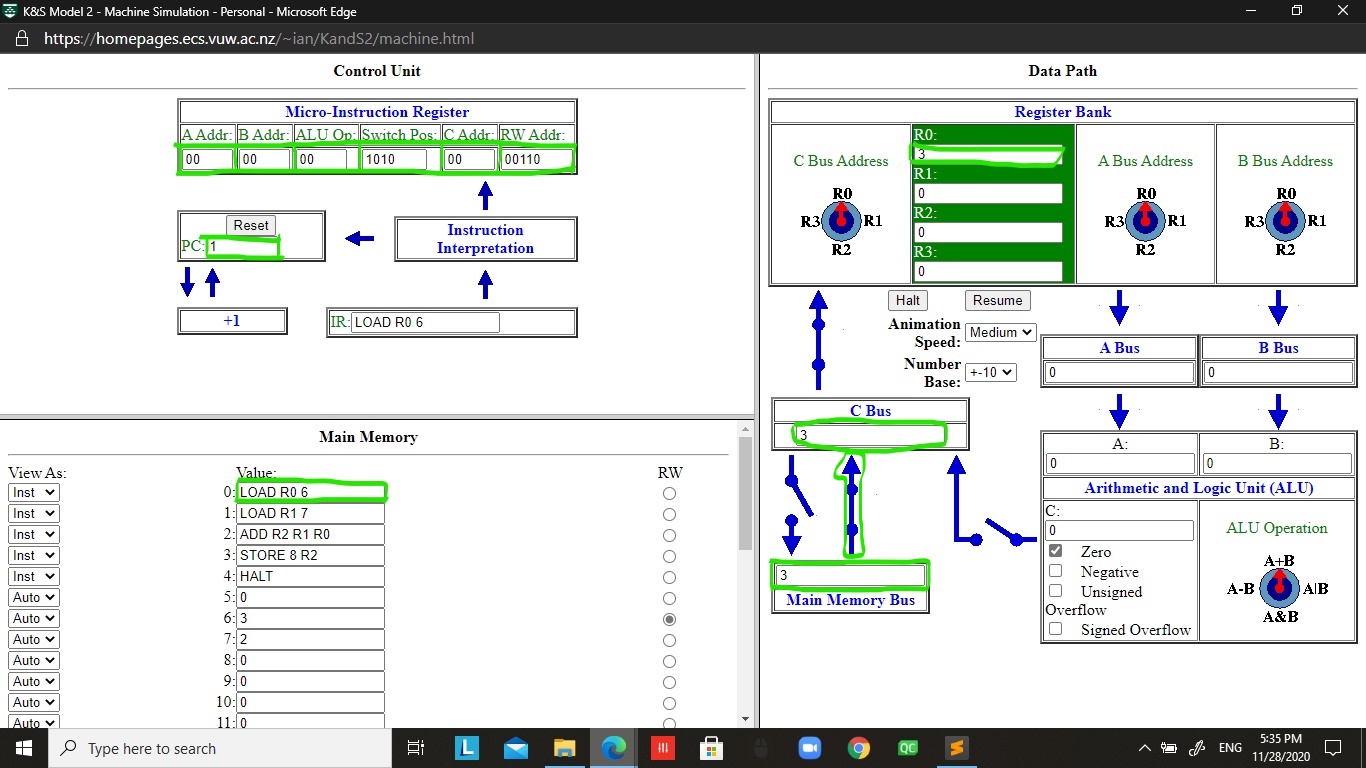 K&S Model 2 - Machine Simulation - Personal - Microsoft Edge
https://homepages.ecs.vuw.ac.nz/~ian/KandS2/machine.html
Control Unit
Micro-Instruction Register
A Addr: B Addr: ALU Op: Switch Pos: C Addr: RW Addr:
00 00 00 1010 00 00110
Reset
PC: 1
Instruction
Interpretation
+1
IR: LOAD R0 6
Main Memory
View As: Value: RW
Inst 0: LOAD R0 6
Inst 1: LOAD R1 7
Inst 2: ADD R2 R1 R0
Inst 3: STORE 8 R2
Inst 4: HALT
Auto 5: 0
Auto 6: 3
Auto 7: 2
Auto 8: 0
Auto 9: 0
Auto 10: 0
Auto 11: 0
Data Path
Register Bank
C Bus Address
R0
R3 R1
R2
R0:
3
R1:
0
R2:
0
R3:
0
A Bus Address
R0
R3 R1
R2
B Bus Address
R0
R3 R1
R2
Halt Resume
Animation
Speed: Medium
Number
Base: +-10
A Bus B Bus
0 0
C Bus
3
3
Main Memory Bus
A: B:
0 0
Arithmetic and Logic Unit (ALU)
C:
0
Zero
Negative
Unsigned
Overflow
Signed Overflow
ALU Operation
A+B
A-B A|B
A&B
Type here to search
L
QC
ENG
5:35 PM
11/28/2020